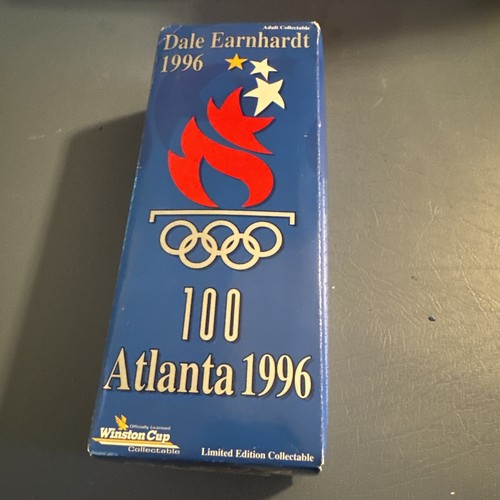 Adult Collectable
Dale Earnhardt
1996
100
Atlanta 1996
Officially Licensed
Winston Cup
Collectable
Limited Edition Collectable